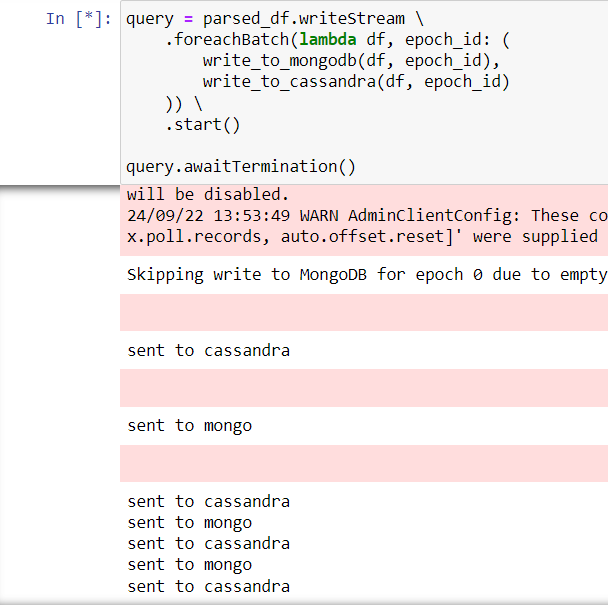 In [*]: query = parsed_df.writeStream \
.foreachBatch(lambda df, epoch_id: (
write_to_mongodb(df, epoch_id),
write_to_cassandra(df, epoch_id)
)) \
.start()
query.awaitTermination()
will be disabled.
24/09/22 13:53:49 WARN AdminClientConfig: These co
x.poll.records, auto.offset.reset]' were supplied
Skipping write to MongoDB for epoch 0 due to empty
sent to cassandra
sent to mongo
sent to cassandra
sent to mongo
sent to cassandra
sent to mongo
sent to cassandra